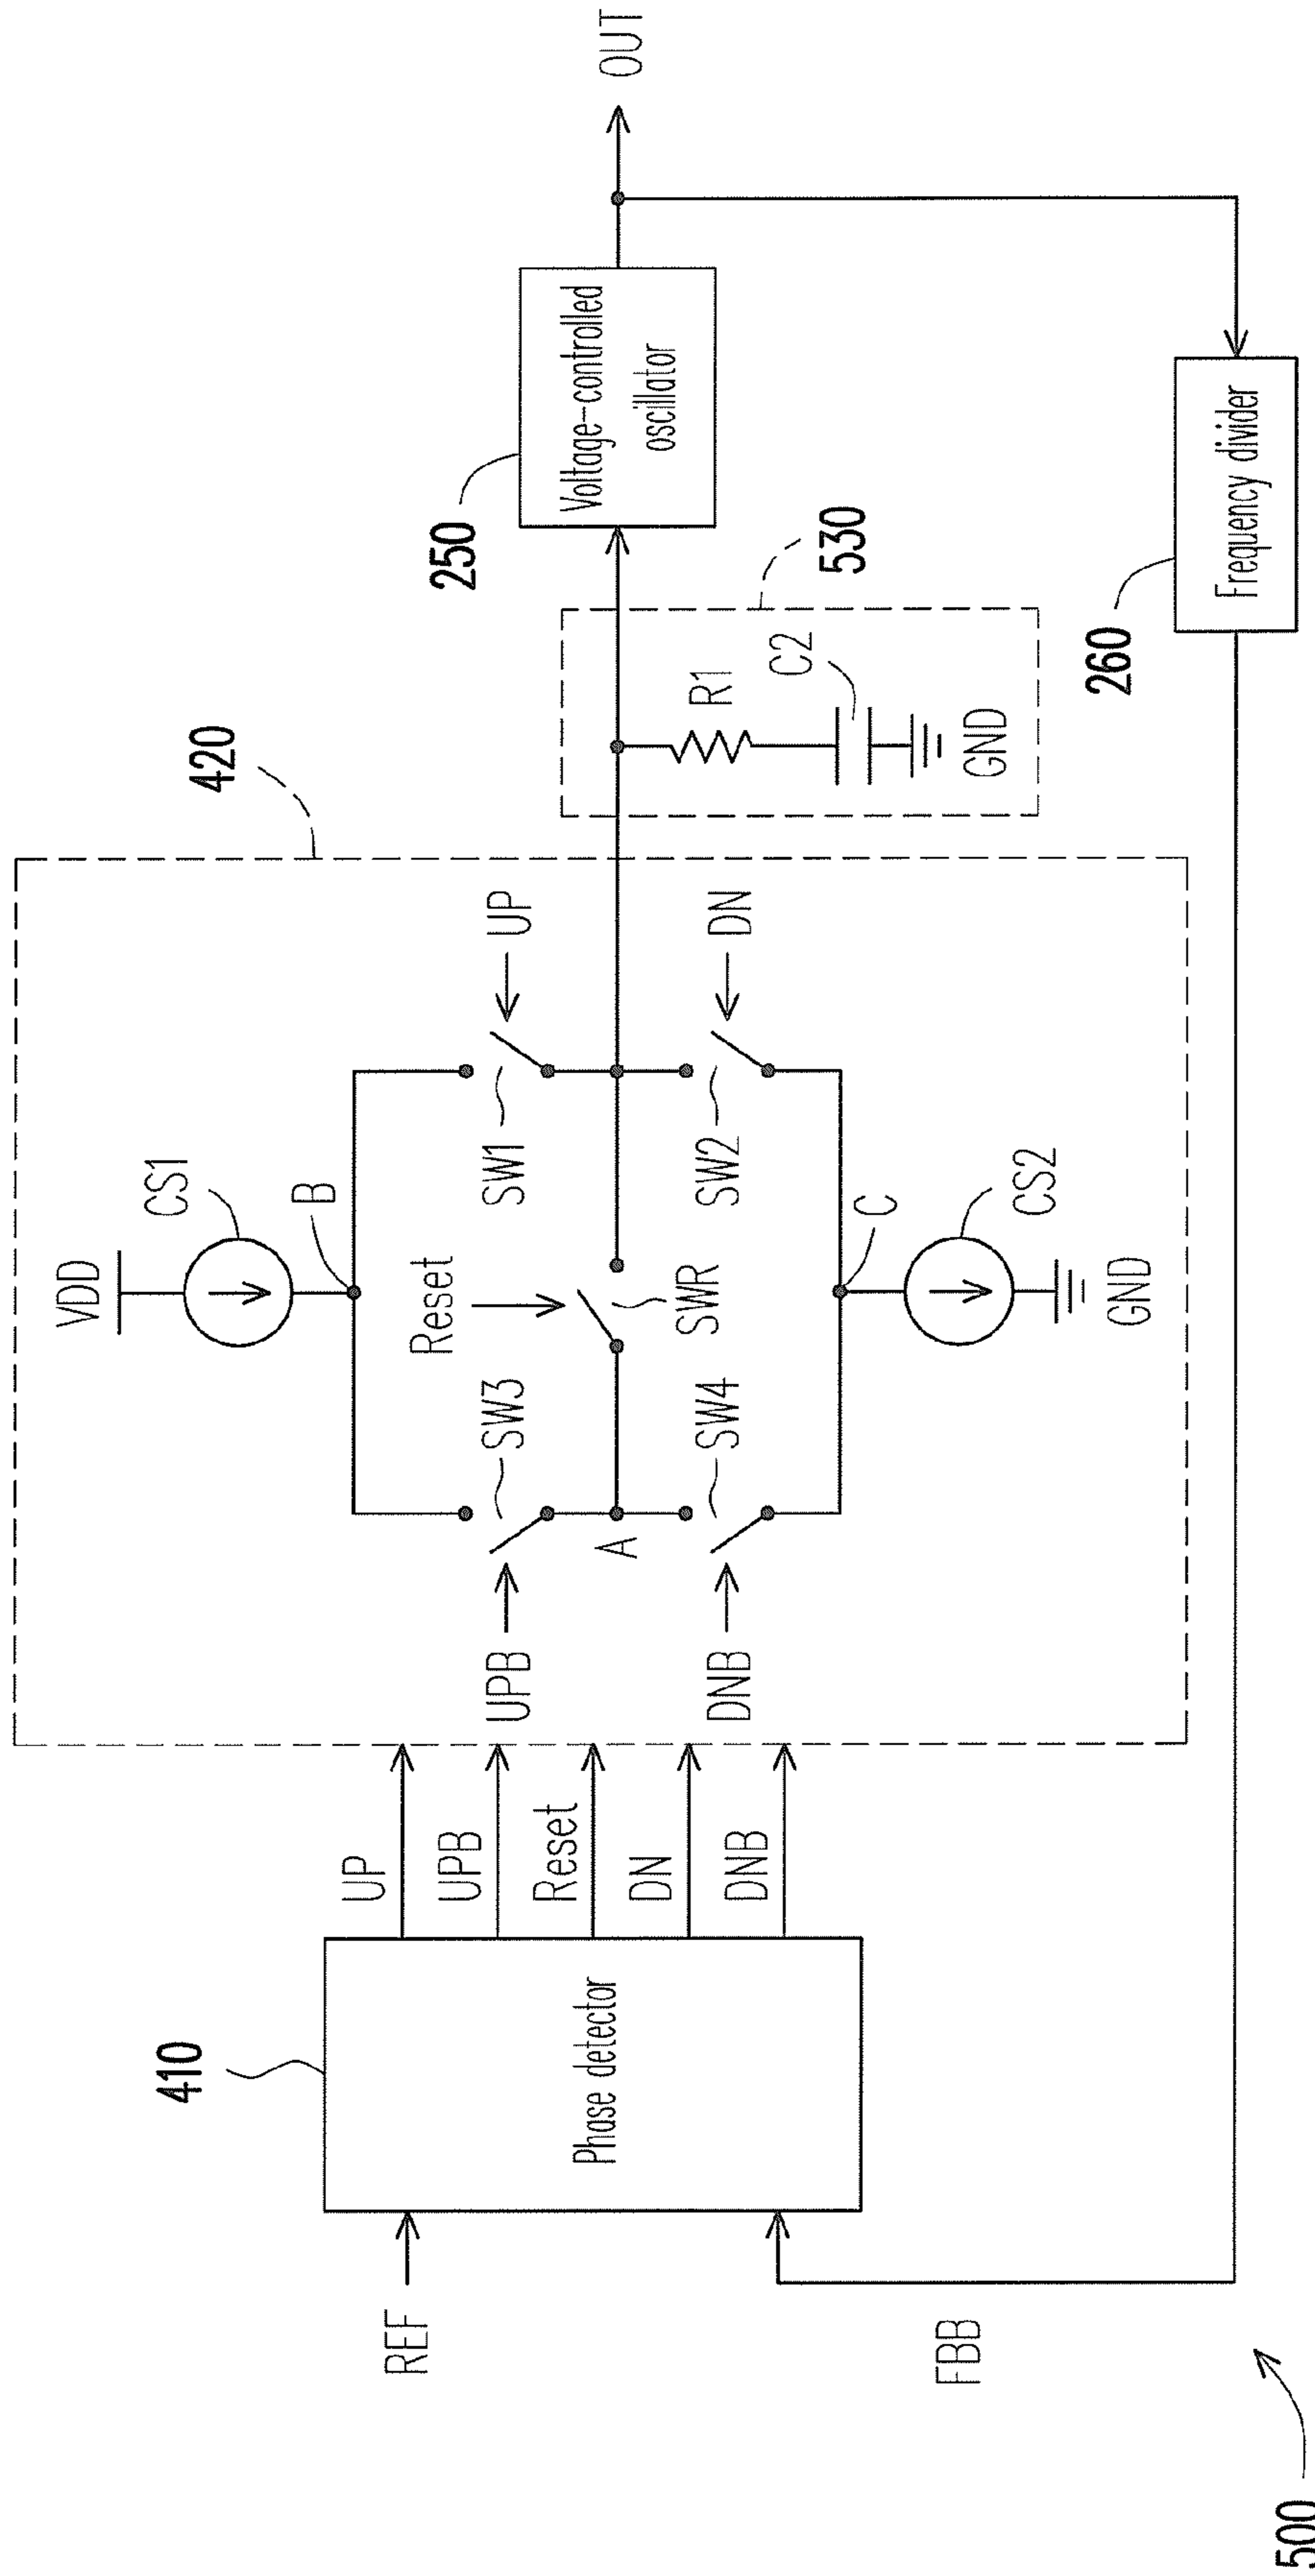 420
VDD
CS1
B
Reset
SW3
SW1
UP
UPB
A
SWR
SW4
SW2
DN
DNB
C
CS2
GND
410
UP
UPB
Reset
DN
DNB
Phase detector
REF
FBB
530
R1
C2
GND
250
Voltage-controlled
oscillator
OUT
260
Frequency divider
500